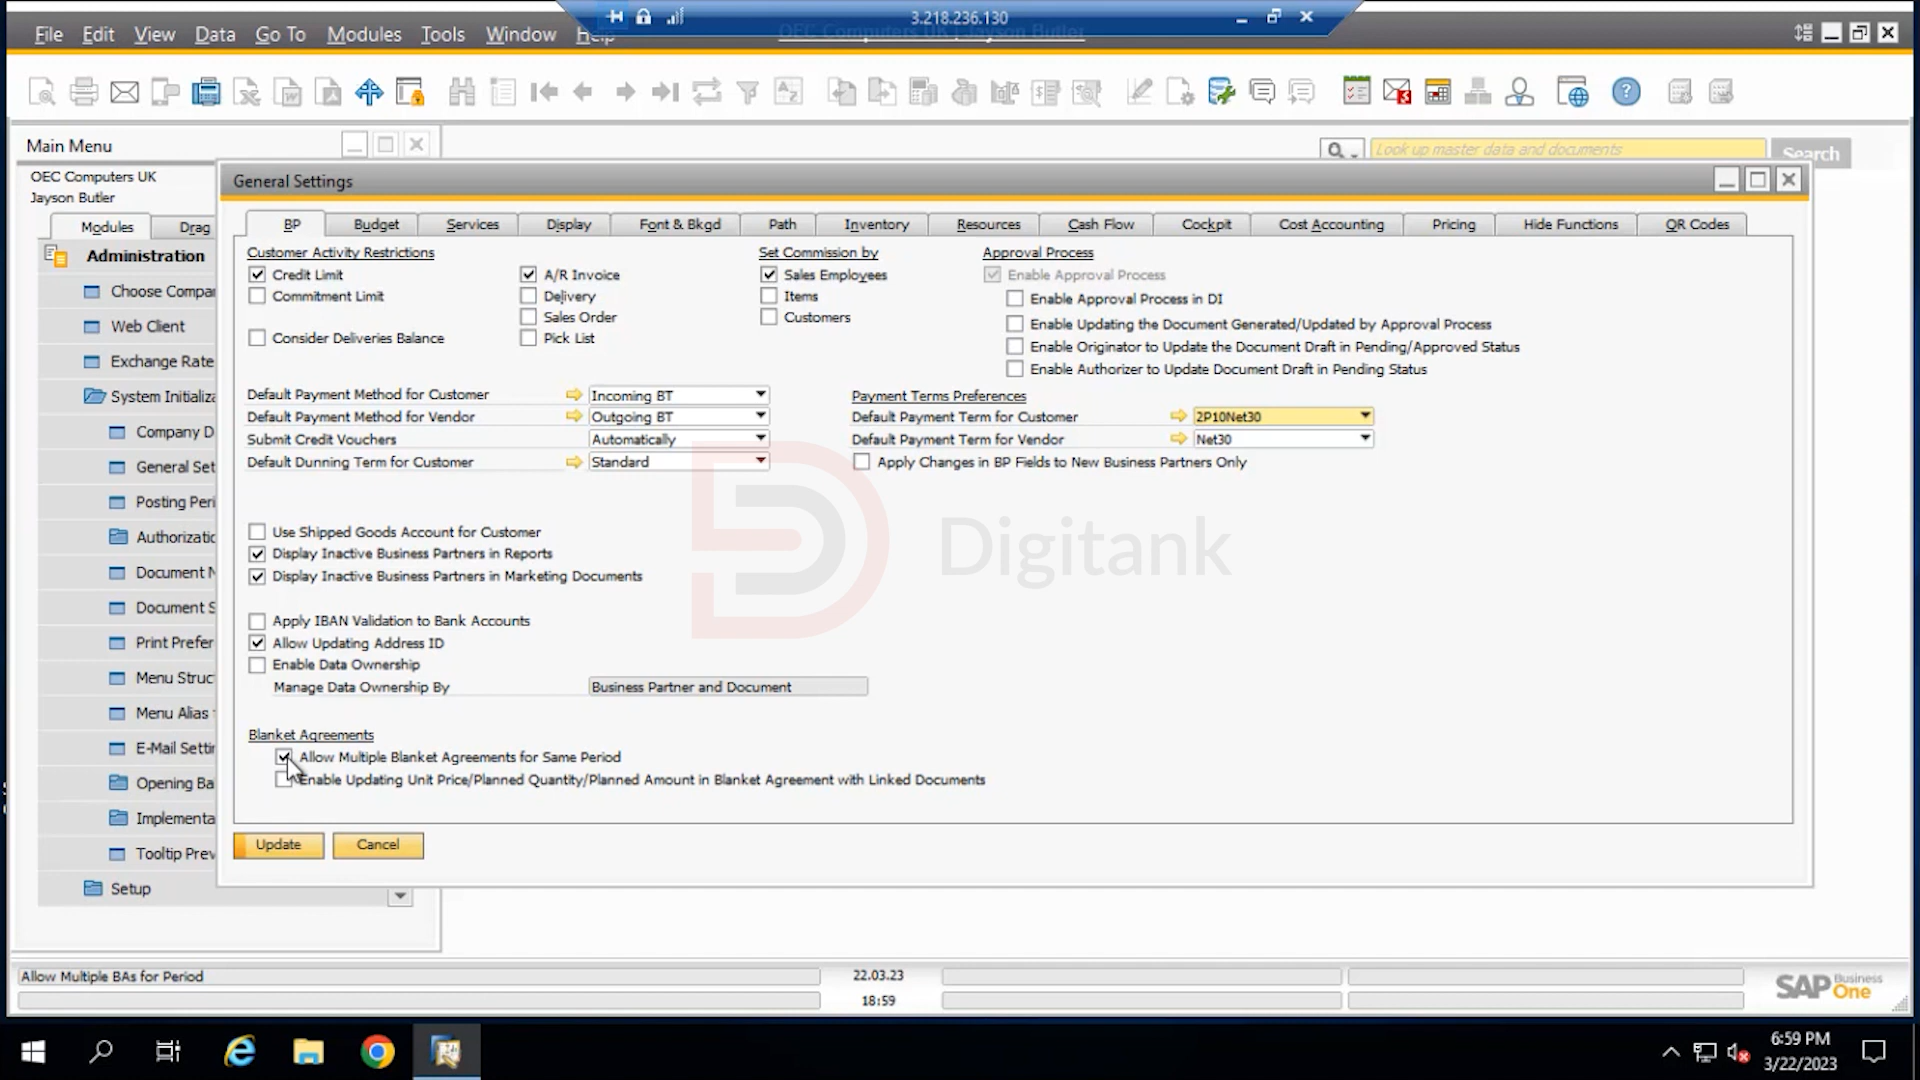 3.218.236.130
File Edit View Data Go To Modules Tools Window Help
OEC Computers UK | Jayson Butler
Main Menu
Look up master data and documents
Search
OEC Computers UK
Jayson Butler
Modules
Drag
Administration
Choose Compa
Web Client
Exchange Rate
System Initializa
Company D
General Set
Posting Peri
Authorizatio
Document N
Document S
Print Prefer
Menu Struc
Menu Alias
E-Mail Setti
Opening Ba
Implementa
Tooltip Prev
Setup
General Settings
BP Budget Services Display Font & Bkgd Path Inventory Resources Cash Flow Cockpit Cost Accounting Pricing Hide Functions QR Codes
Customer Activity Restrictions
Credit Limit
Commitment Limit
Consider Deliveries Balance
A/R Invoice
Delivery
Sales Order
Pick List
Set Commission by
Sales Employees
Items
Customers
Approval Process
Enable Approval Process
Enable Approval Process in DI
Enable Updating the Document Generated/Updated by Approval Process
Enable Originator to Update the Document Draft in Pending/Approved Status
Enable Authorizer to Update Document Draft in Pending Status
Default Payment Method for Customer Incoming BT
Default Payment Method for Vendor Outgoing BT
Submit Credit Vouchers Automatically
Default Dunning Term for Customer Standard
Payment Terms Preferences
Default Payment Term for Customer 2P10Net30
Default Payment Term for Vendor Net30
Apply Changes in BP Fields to New Business Partners Only
Use Shipped Goods Account for Customer
Display Inactive Business Partners in Reports
Display Inactive Business Partners in Marketing Documents
Digitank
Apply IBAN Validation to Bank Accounts
Allow Updating Address ID
Enable Data Ownership
Manage Data Ownership By Business Partner and Document
Blanket Agreements
Allow Multiple Blanket Agreements for Same Period
Enable Updating Unit Price/Planned Quantity/Planned Amount in Blanket Agreement with Linked Documents
Update Cancel
Allow Multiple BAs for Period
22.03.23
18:59
SAP Business One
6:59 PM
3/22/2023